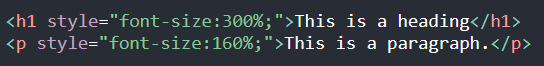 <h1 style="font-size:300%;">This is a heading</h1>
<p style="font-size:160%;">This is a paragraph.</p>